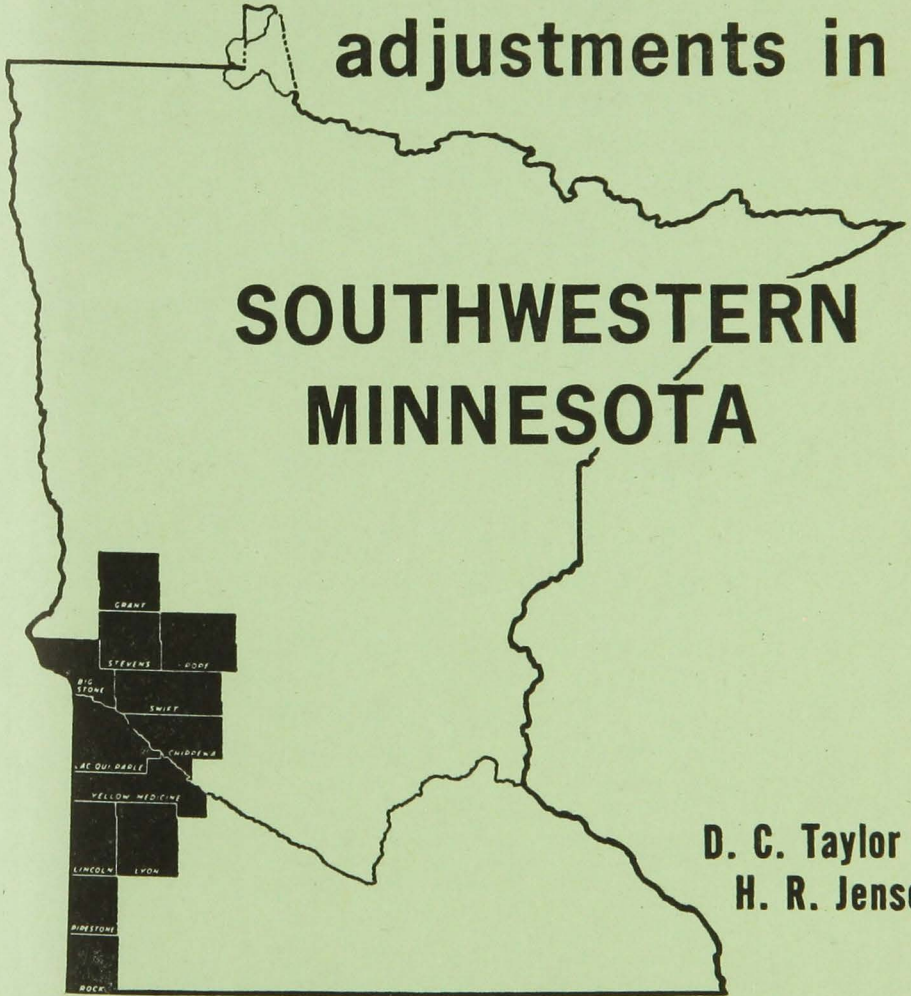 adjustments in
SOUTHWESTERN
MINNESOTA
GRANT
STEVENS
POPE
BIG
STONE
SWIFT
CHIPPEWA
LAC QUI PARLE
YELLOW MEDICINE
LINCOLN
LYON
D. C. Taylor
H. R. Jense
PIPESTONE
ROCK